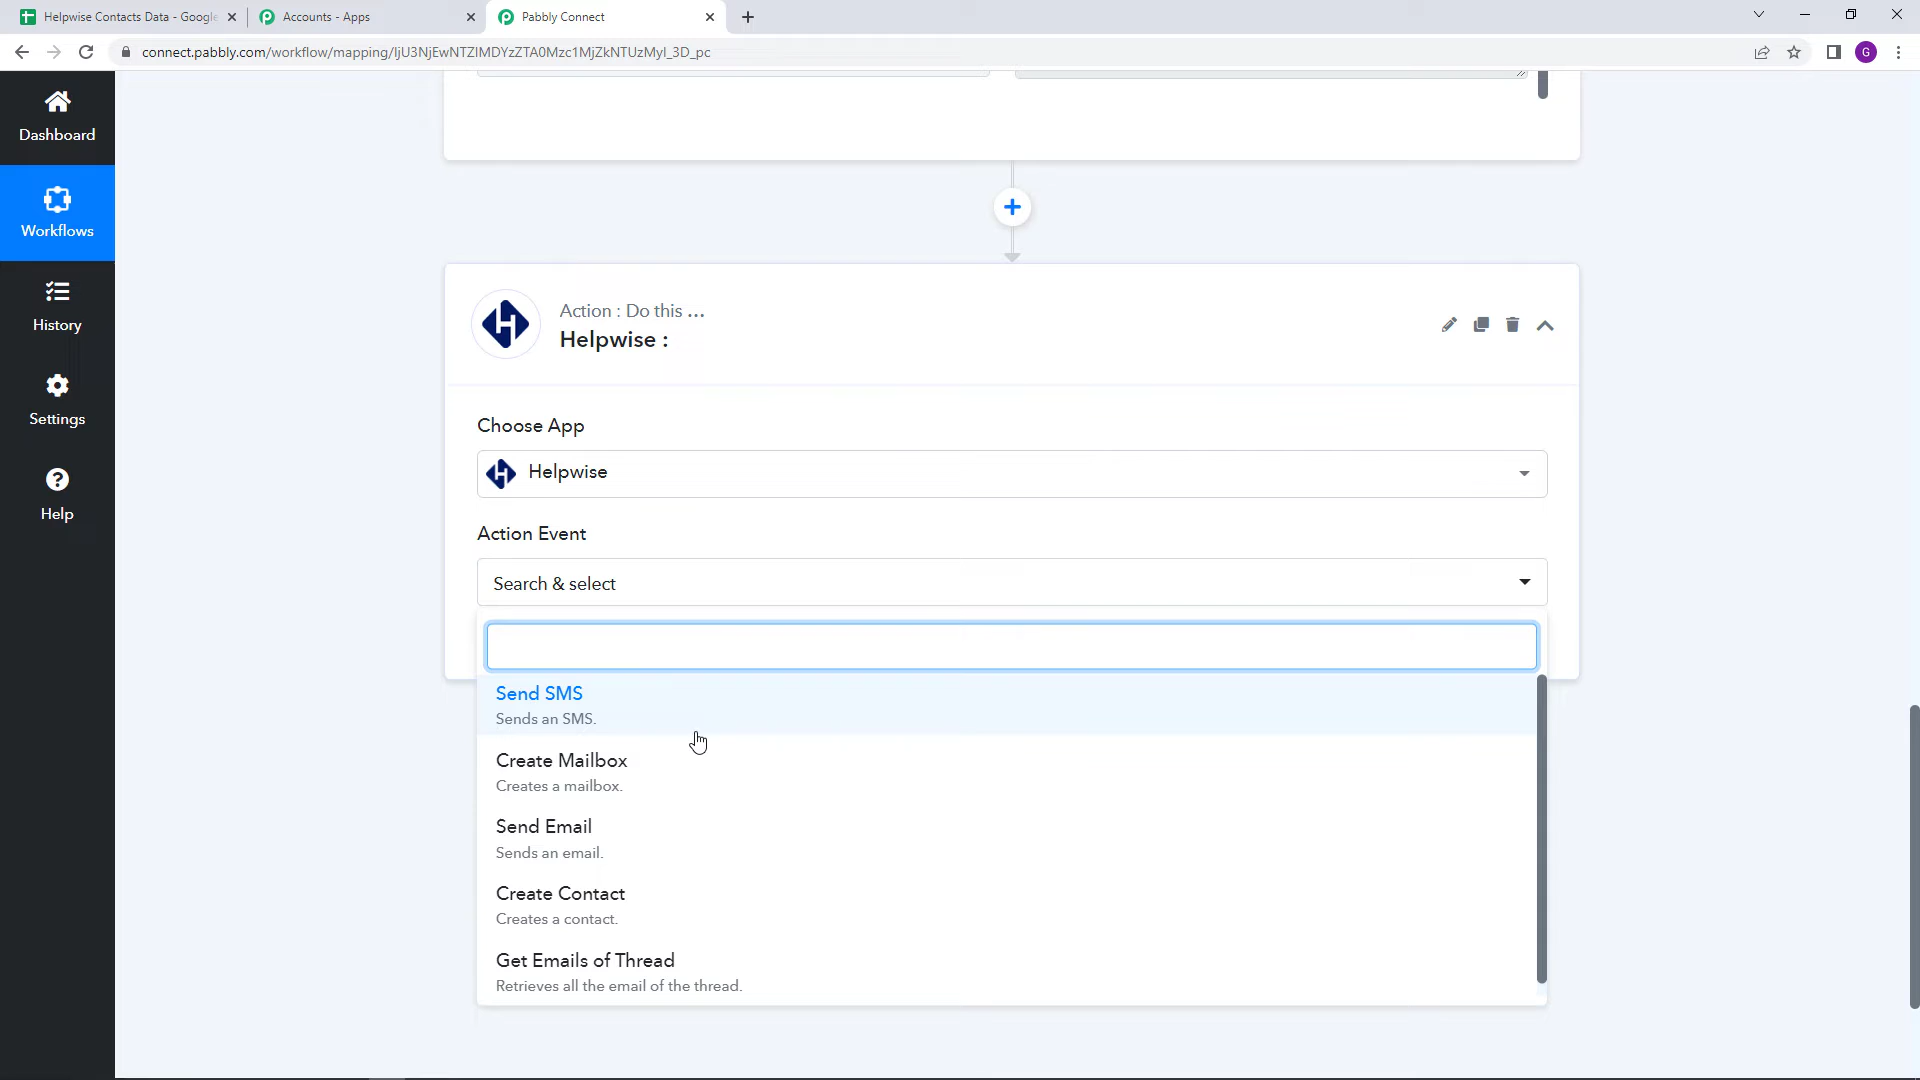 Helpwise Contacts Data - Google
Accounts - Apps
Pabbly Connect
connect.pabbly.com/workflow/mapping/IjU3NjEwNTZlMDYzZTA0Mzc1MjZkNTUzMyI_3D_pc
G
Dashboard
Workflows
History
Settings
Help
Action : Do this ...
Helpwise :
Choose App
Helpwise
Action Event
Search & select
Send SMS
Sends an SMS.
Create Mailbox
Creates a mailbox.
Send Email
Sends an email.
Create Contact
Creates a contact.
Get Emails of Thread
Retrieves all the email of the thread.